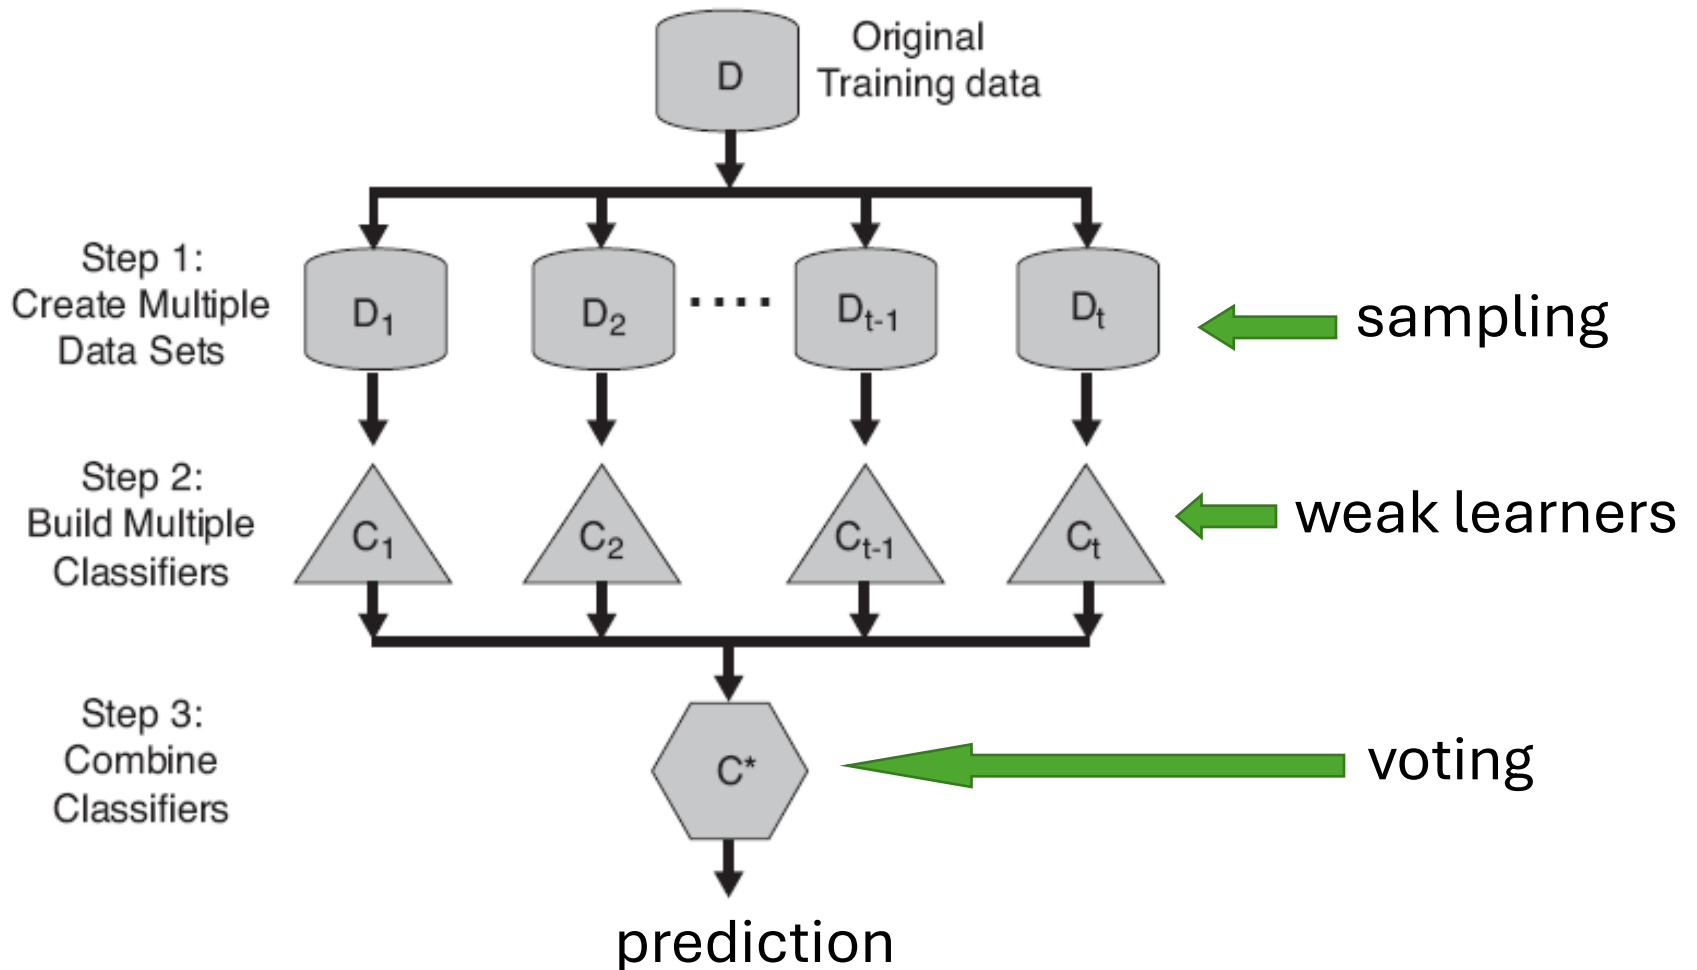 Original
Training data
D
Step 1:
Create Multiple
Data Sets
D1
D2
....
Dt-1
Dt
sampling
Step 2:
Build Multiple
Classifiers
C1
C2
Ct-1
Ct
weak learners
Step 3:
Combine
Classifiers
C*
voting
prediction